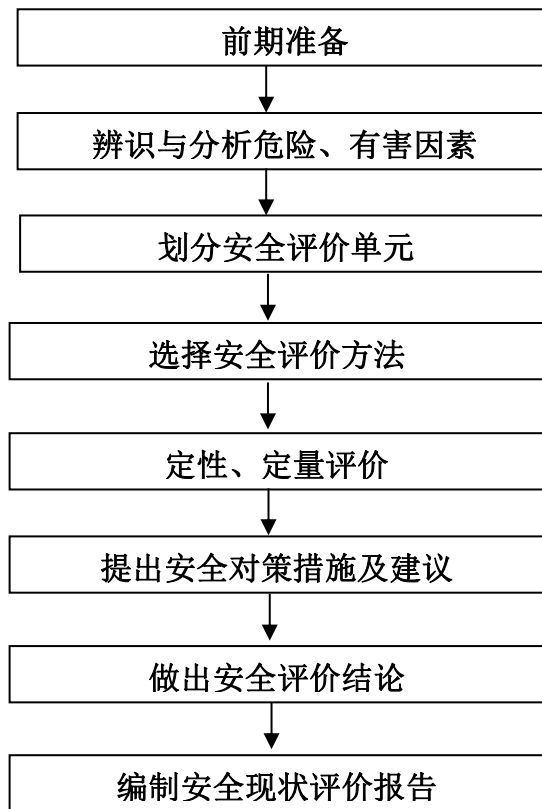 前期准备
辨识与分析危险、有害因素
划分安全评价单元
选择安全评价方法
定性、定量评价
提出安全对策措施及建议
做出安全评价结论
编制安全现状评价报告